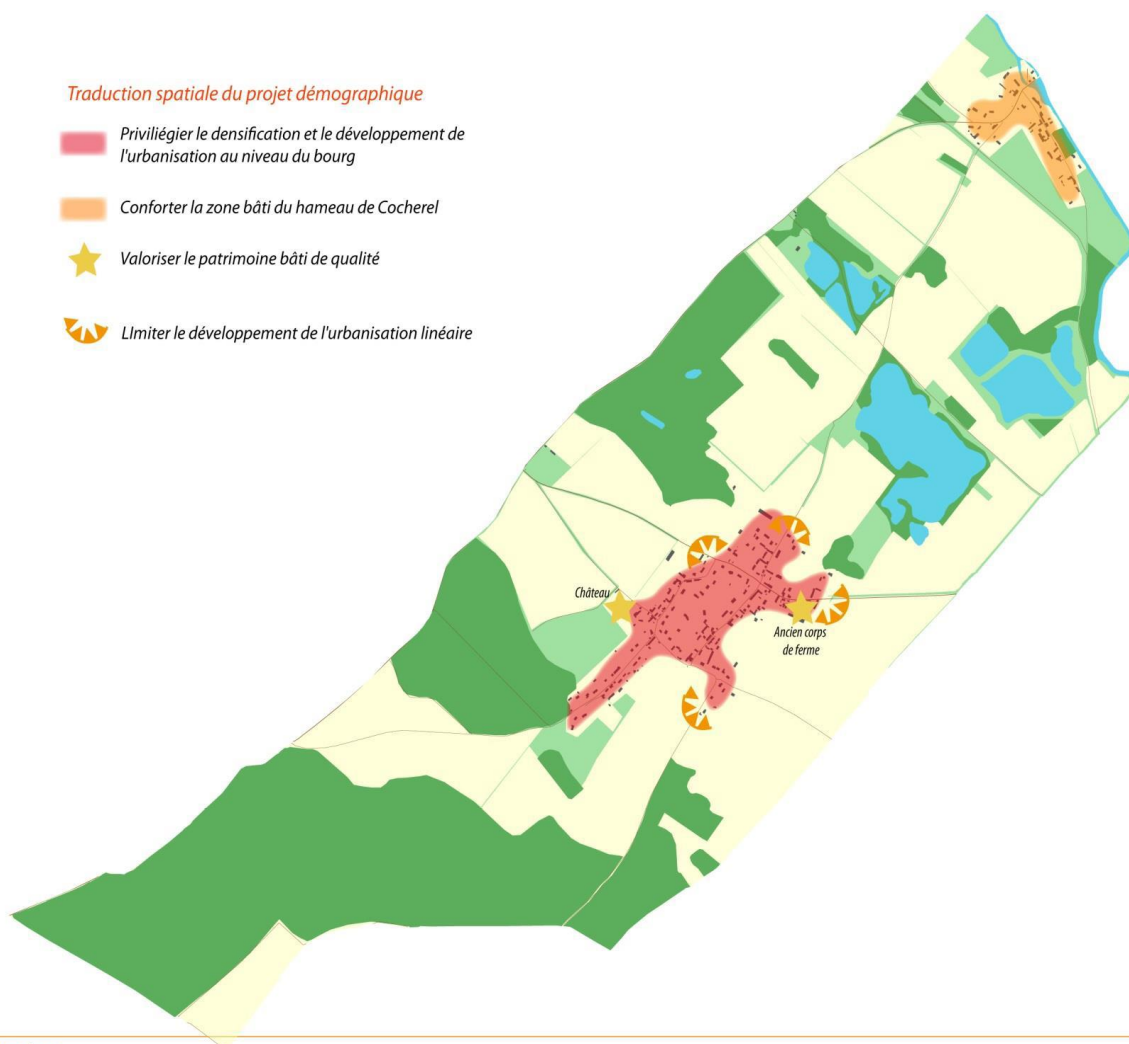 Traduction spatiale du projet démographique
Priviliégier le densification et le développement de
l'urbanisation au niveau du bourg
Conforter la zone bâti du hameau de Cocherel
Valoriser le patrimoine bâti de qualité
LImiter le développement de l'urbanisation linéaire
Château
Ancien corps
de ferme